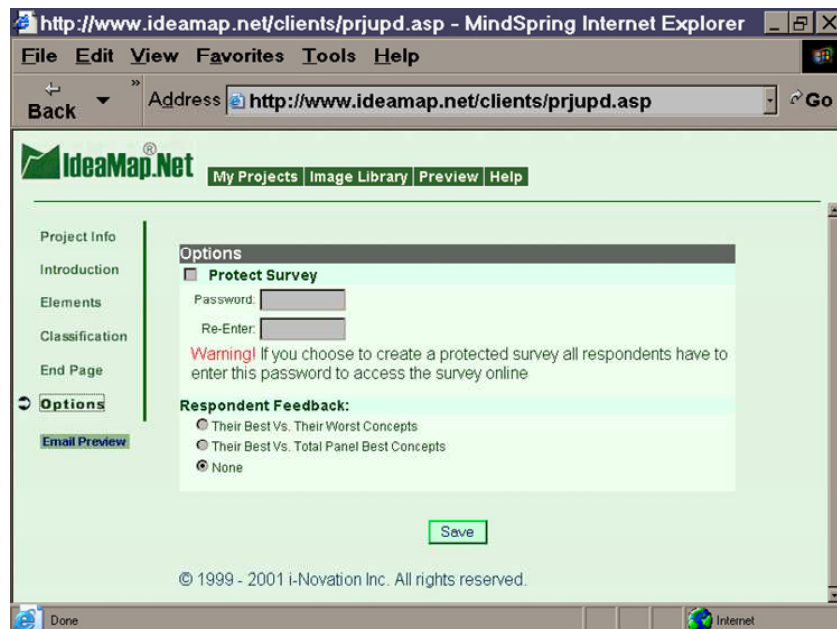 http://www.ideamap.net/clients/prjupd.asp - MindSpring Internet Explorer
File Edit View Favorites Tools Help
Back » Address http://www.ideamap.net/clients/prjupd.asp Go
IdeaMap.Net® My Projects Image Library Preview Help
Project Info
Introduction
Elements
Classification
End Page
Options
Email Preview
Options
Protect Survey
Password:
Re-Enter:
Warning! If you choose to create a protected survey all respondents have to
enter this password to access the survey online
Respondent Feedback:
Their Best Vs. Their Worst Concepts
Their Best Vs. Total Panel Best Concepts
None
Save
© 1999 - 2001 i-Novation Inc. All rights reserved.
Done Internet